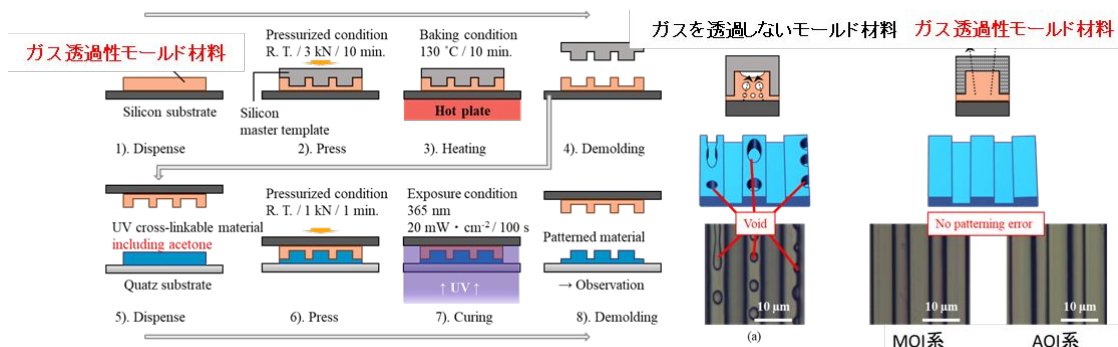 ガス透過性モールド材料
Silicon substrate
1). Dispense
Pressurized condition
R. T. / 3 kN / 10 min.
Silicon
master template
2). Press
Baking condition
130 ˚C / 10 min.
Hot plate
3). Heating
4). Demolding
UV cross-linkable material
including acetone
Quatz substrate
5). Dispense
Pressurized condition
R. T. / 1 kN / 1 min.
6). Press
Exposure condition
365 nm
20 mW・cm⁻² / 100 s
↑ UV ↑
7). Curing
Patterned material
→ Observation
8). Demolding
ガスを透過しないモールド材料
Void
10 μm
(a)
ガス透過性モールド材料
No patterning error
10 μm
10 μm
MOI系
AOI系